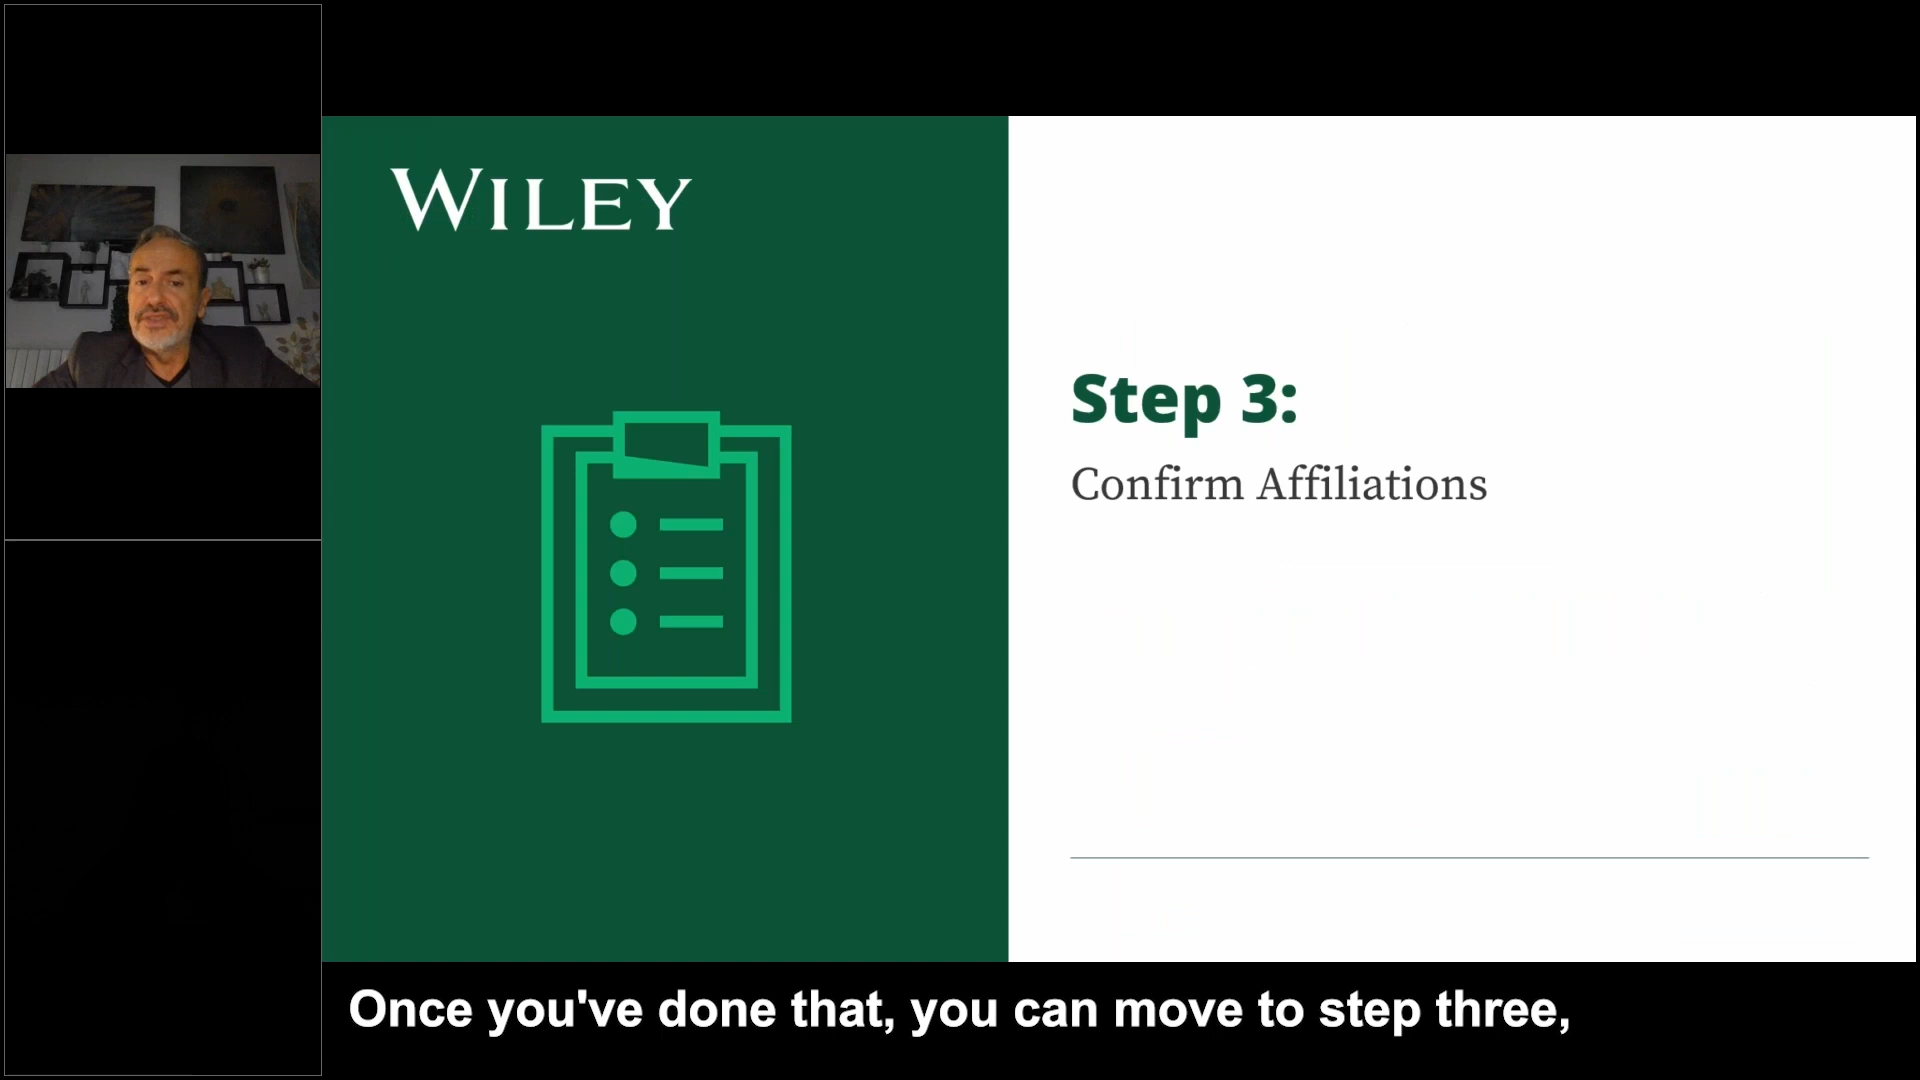 WILEY
Step 3:
Confirm Affiliations
Once you've done that, you can move to step three,